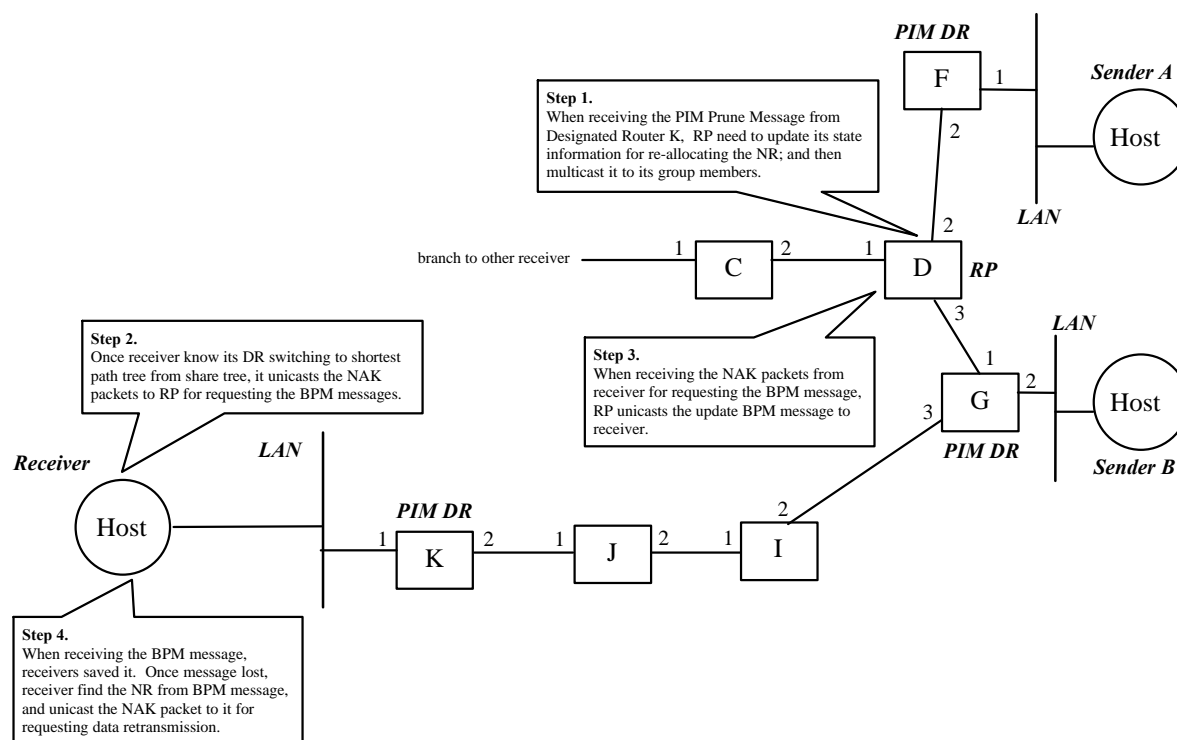 PIM DR
F
1
Sender A
Host
2
Step 1.
When receiving the PIM Prune Message from
Designated Router K,  RP need to update its state
information for re-allocating the NR; and then
multicast it to its group members.
LAN
2
branch to other receiver
1
C
2
1
D
RP
3
LAN
Step 2.
Once receiver know its DR switching to shortest
path tree from share tree, it unicasts the NAK
packets to RP for requesting the BPM messages.
Step 3.
When receiving the NAK packets from
receiver for requesting the BPM message,
RP unicasts the update BPM message to
receiver.
1
G
2
3
Host
PIM DR
Sender B
Receiver
LAN
Host
PIM DR
1
K
2
1
J
2
1
I
2
Step 4.
When receiving the BPM message,
receivers saved it.  Once message lost,
receiver find the NR from BPM message,
and unicast the NAK packet to it for
requesting data retransmission.